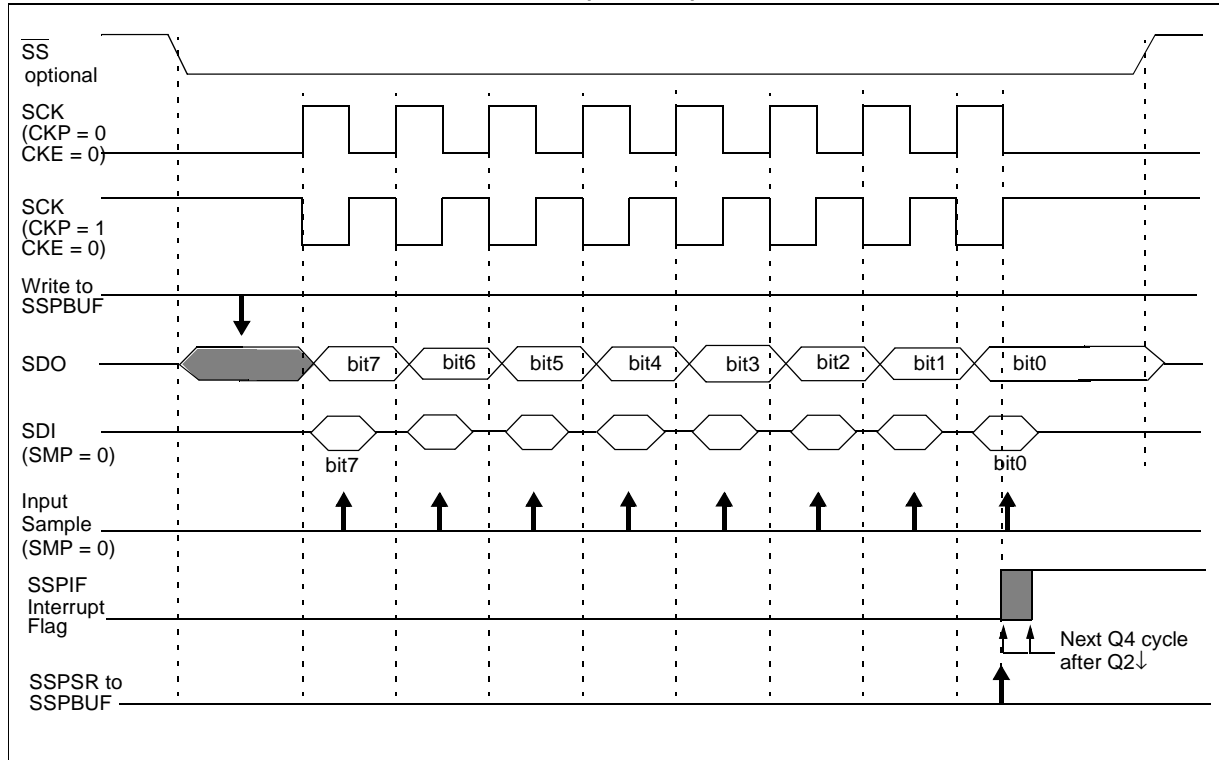 SS
optional
SCK
(CKP = 0
CKE = 0)
SCK
(CKP = 1
CKE = 0)
Write to
SSPBUF
SDO
bit7 bit6 bit5 bit4 bit3 bit2 bit1 bit0
SDI
(SMP = 0)
bit7 bit0
Input
Sample
(SMP = 0)
SSPIF
Interrupt
Flag
Next Q4 cycle
after Q2↓
SSPSR to
SSPBUF